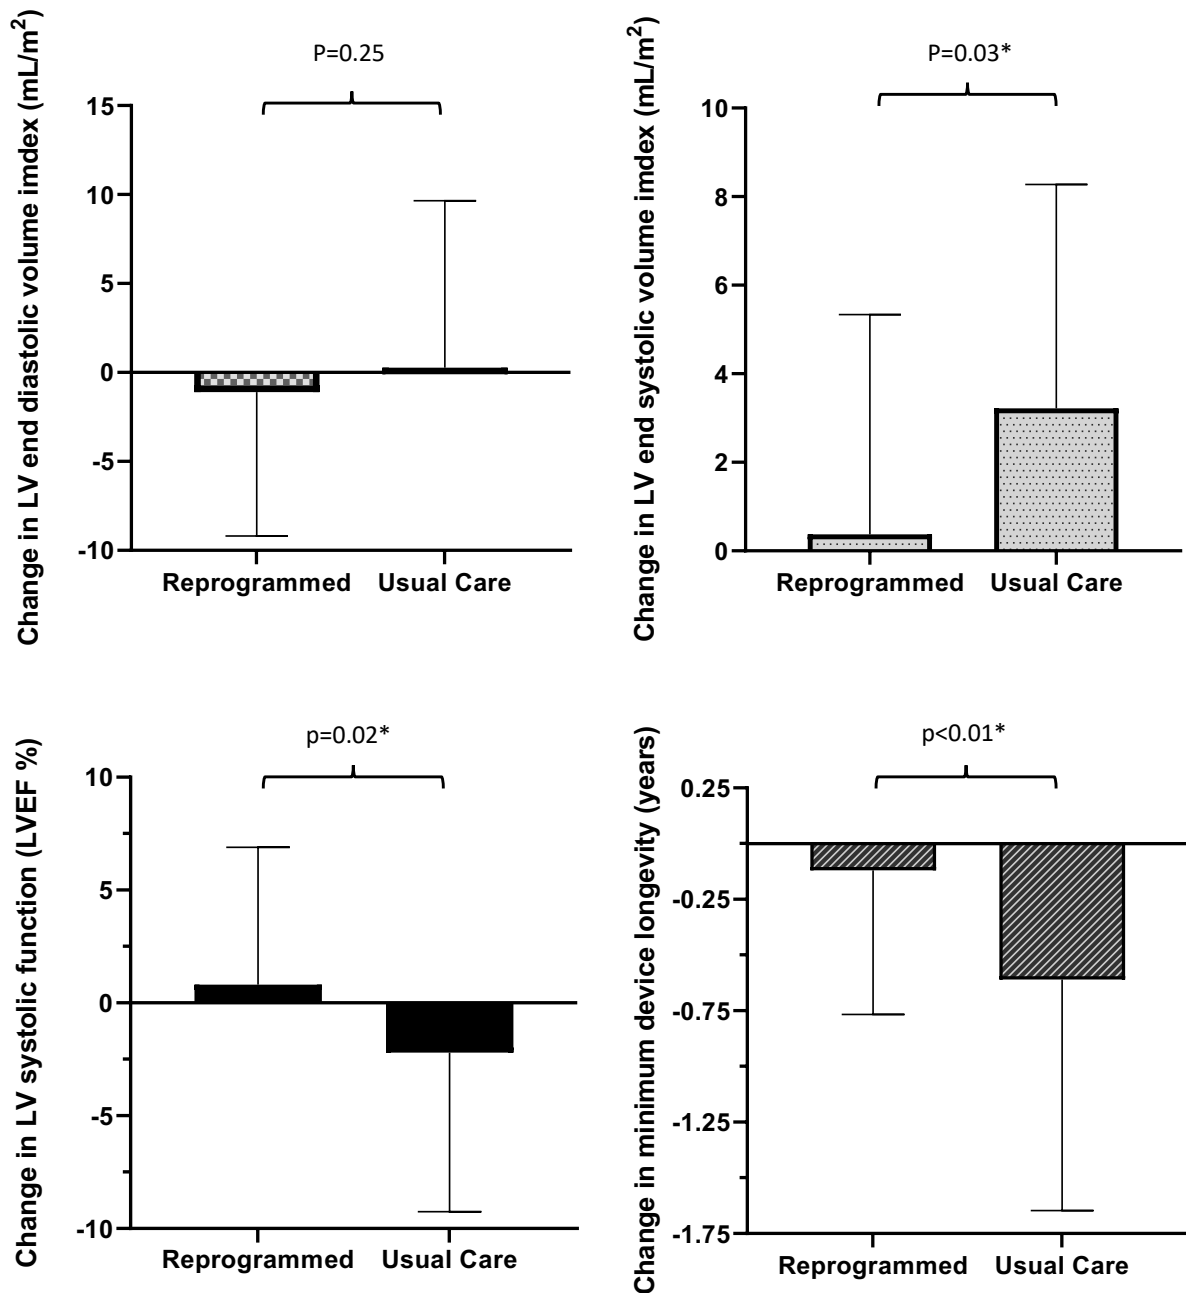 Change in LV end diastolic volume imdex (mL/m²)
P=0.25
15
10
5
0
-5
-10
Reprogrammed
Usual Care
Change in LV end systolic volume imdex (mL/m²)
P=0.03*
10
8
6
4
2
0
Reprogrammed
Usual Care
Change in LV systolic function (LVEF %)
p=0.02*
10
5
0
-5
-10
Reprogrammed
Usual Care
Change in minimum device longevity (years)
p<0.01*
0.25
-0.25
-0.75
-1.25
-1.75
Reprogrammed
Usual Care